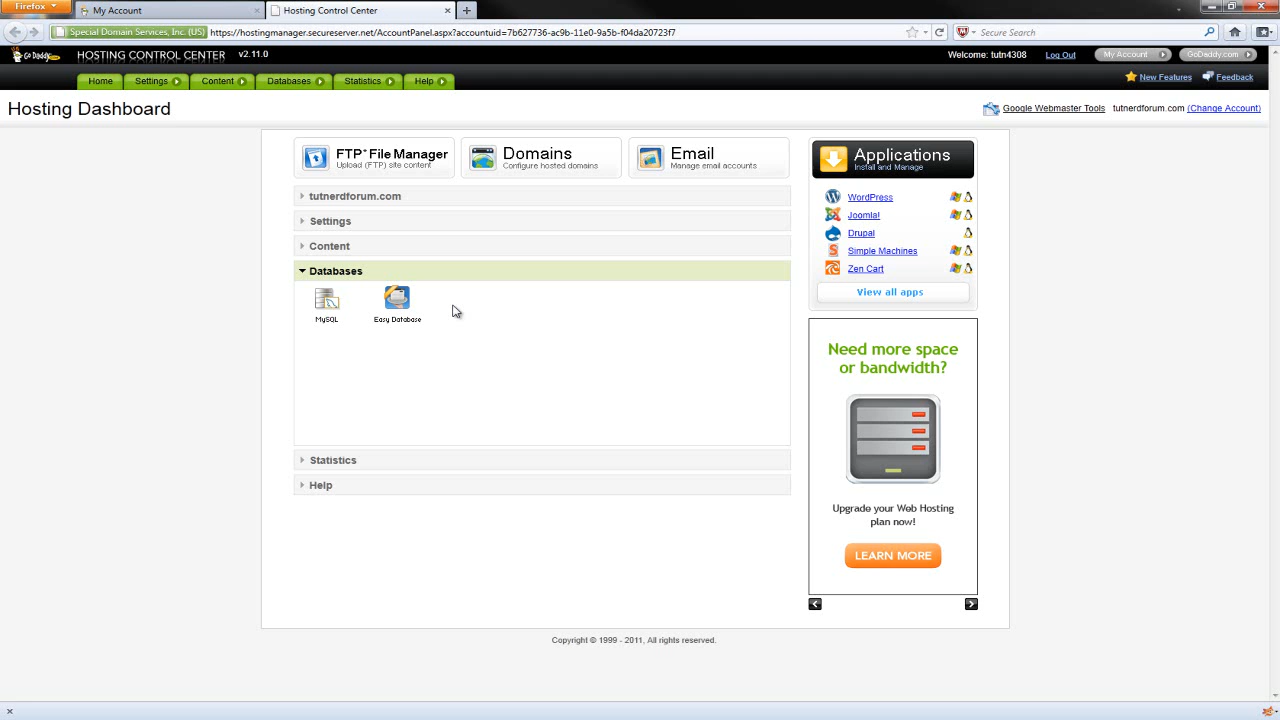 Firefox
My Account
Hosting Control Center
Special Domain Services, Inc. (US)
https://hostingmanager.secureserver.net/AccountPanel.aspx?accountuid=7b627736-ac9b-11e0-9a5b-f04da20723f7
Secure Search
Go Daddy.com
HOSTING CONTROL CENTER
v2.11.0
Welcome: tutn4308
Log Out
My Account
GoDaddy.com
Home
Settings
Content
Databases
Statistics
Help
New Features
Feedback
Hosting Dashboard
Google Webmaster Tools
tutnerdforum.com (Change Account)
FTP File Manager
Upload (FTP) site content
Domains
Configure hosted domains
Email
Manage email accounts
tutnerdforum.com
Settings
Content
Databases
MySQL
Easy Database
Statistics
Help
Applications
Install and Manage
WordPress
Joomla!
Drupal
Simple Machines
Zen Cart
View all apps
Need more space
or bandwidth?
Upgrade your Web Hosting
plan now!
LEARN MORE
Copyright © 1999 - 2011, All rights reserved.